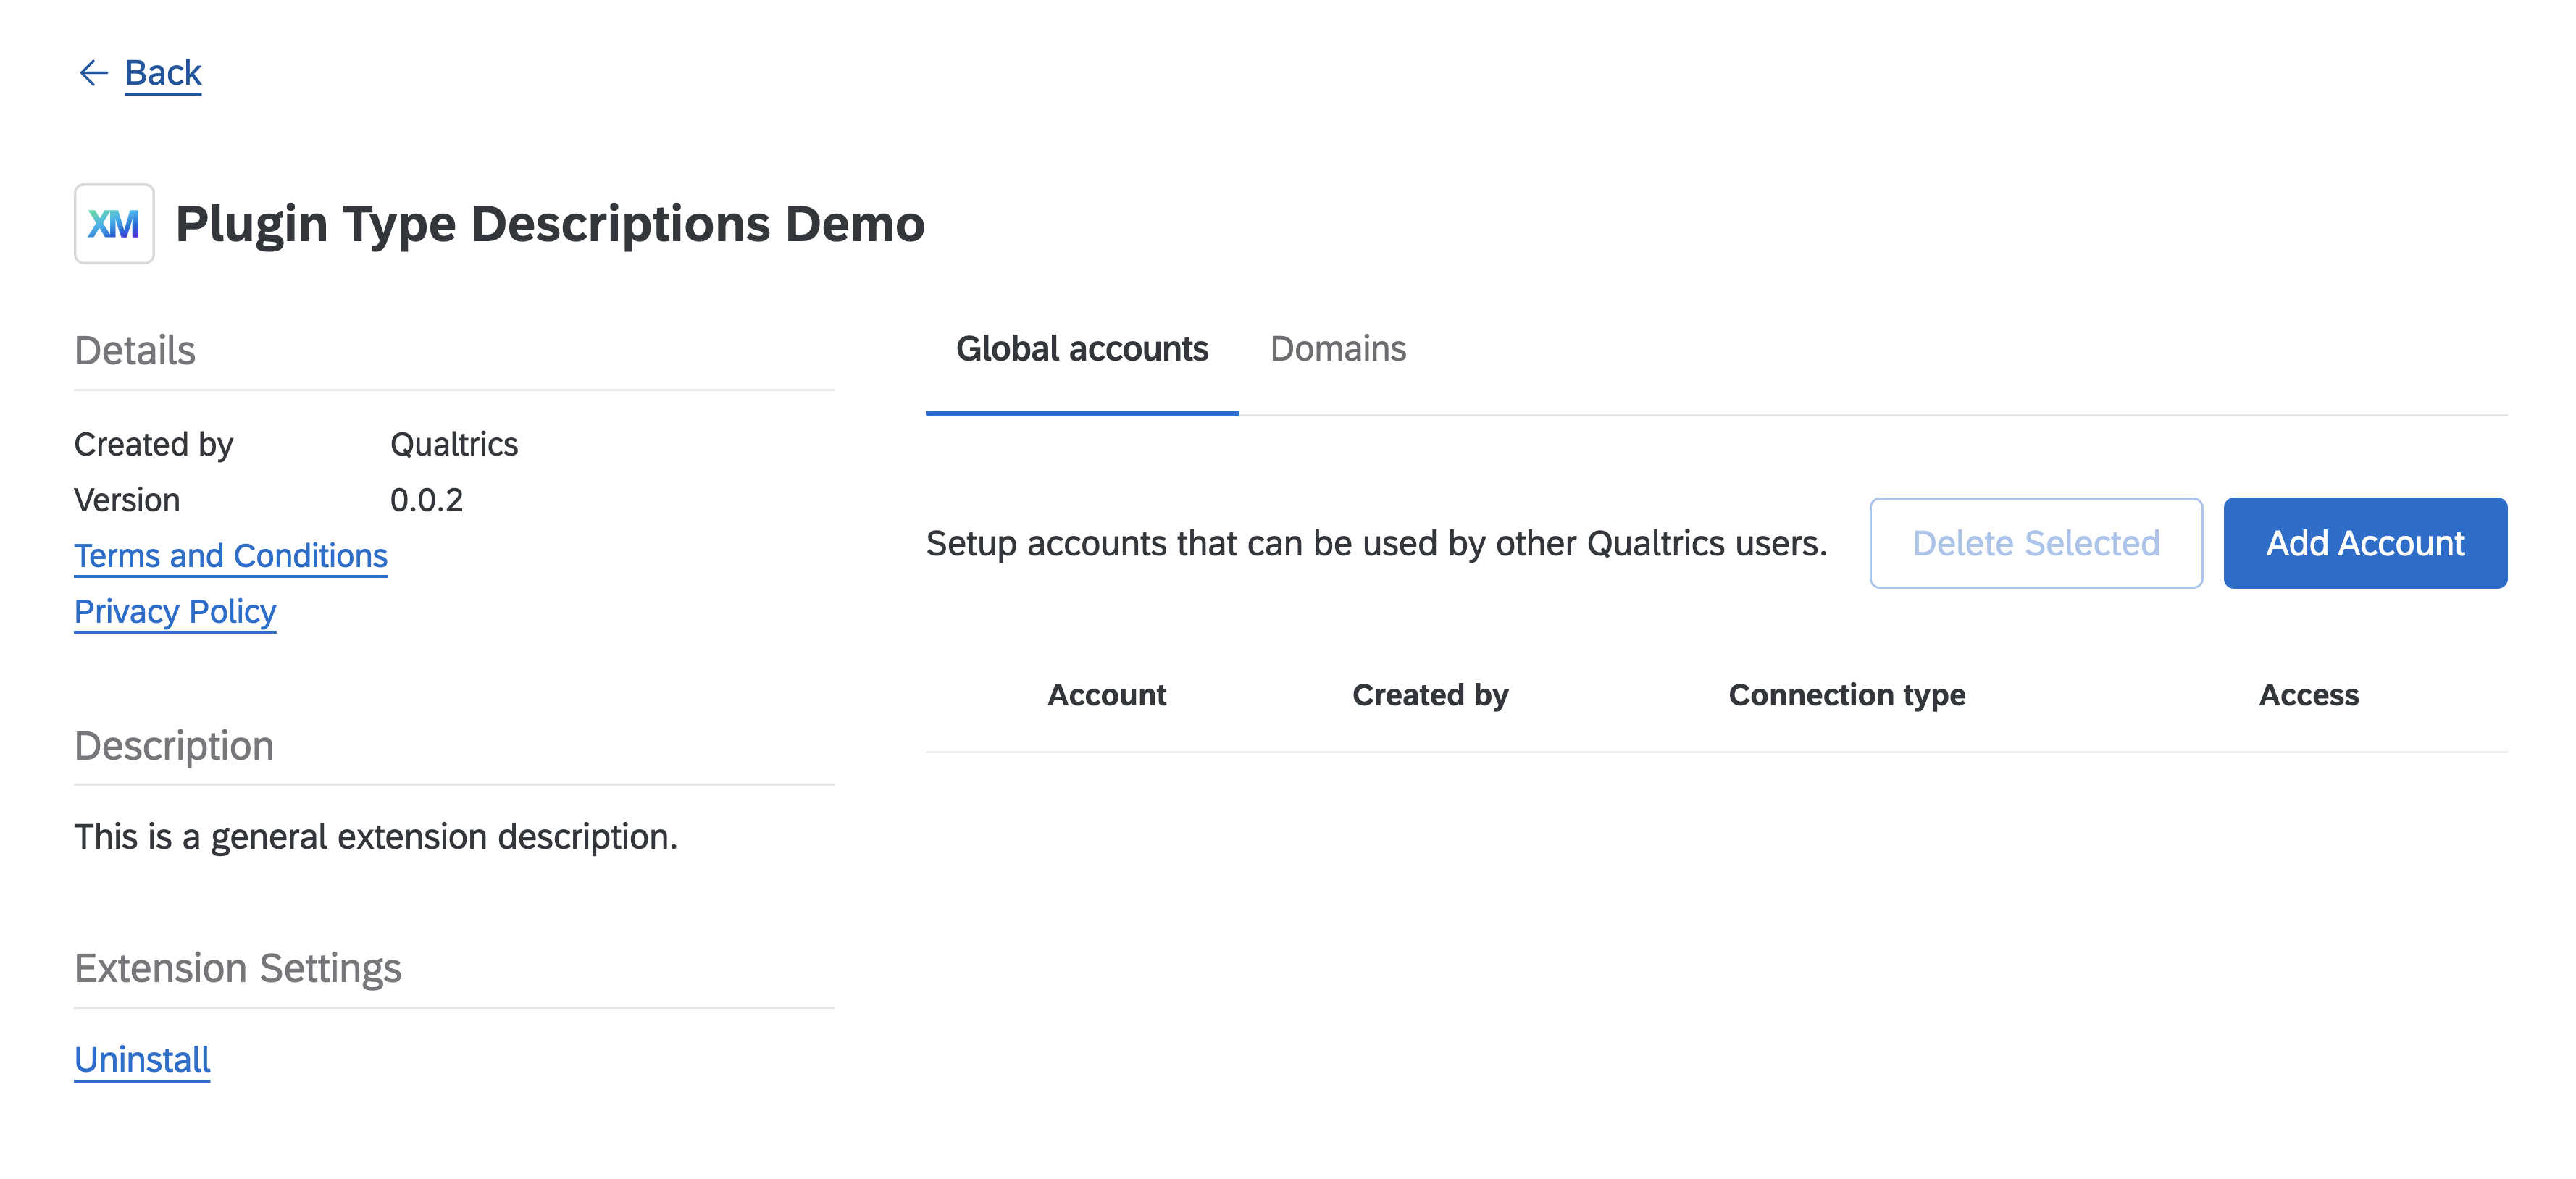 Back
XM
Plugin Type Descriptions Demo
Details
Created by Qualtrics
Version 0.0.2
Terms and Conditions
Privacy Policy
Description
This is a general extension description.
Extension Settings
Uninstall
Global accounts Domains
Setup accounts that can be used by other Qualtrics users. Delete Selected Add Account
Account Created by Connection type Access